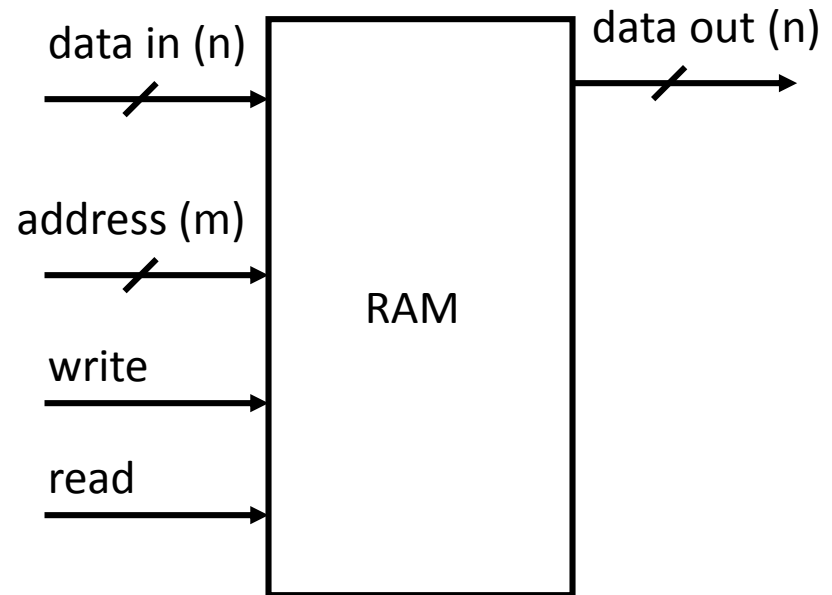 data in (n)
data out (n)
address (m)
RAM
write
read